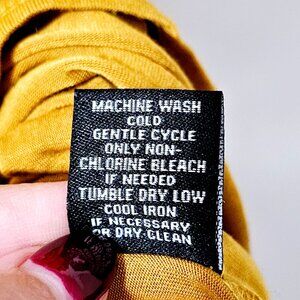 MACHINE WASH
COLD
GENTLE CYCLE
ONLY NON-
CHLORINE BLEACH
IF NEEDED
TUMBLE DRY LOW
COOL IRON
IF NECESSARY
OR DRY CLEAN